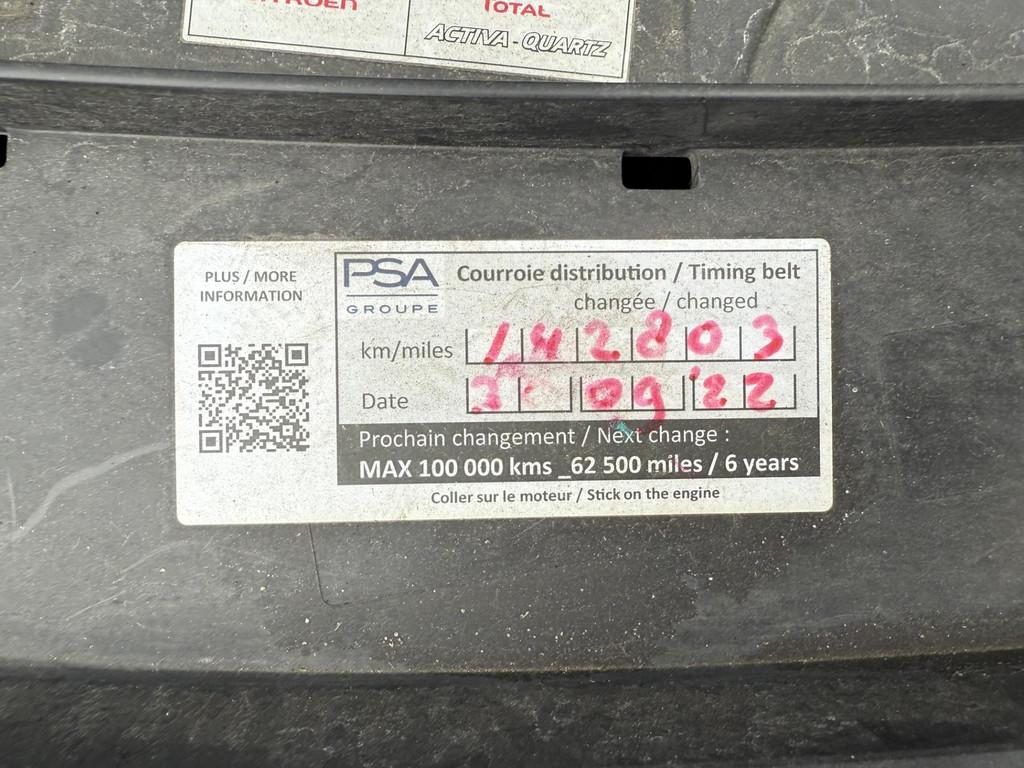 TOTAL
ACTIVA - QUARTZ
PLUS / MORE
INFORMATION
PSA
GROUPE
Courroie distribution / Timing belt
changée / changed
km/miles 142803
Date 09 22
Prochain changement / Next change :
MAX 100 000 kms _62 500 miles / 6 years
Coller sur le moteur / Stick on the engine